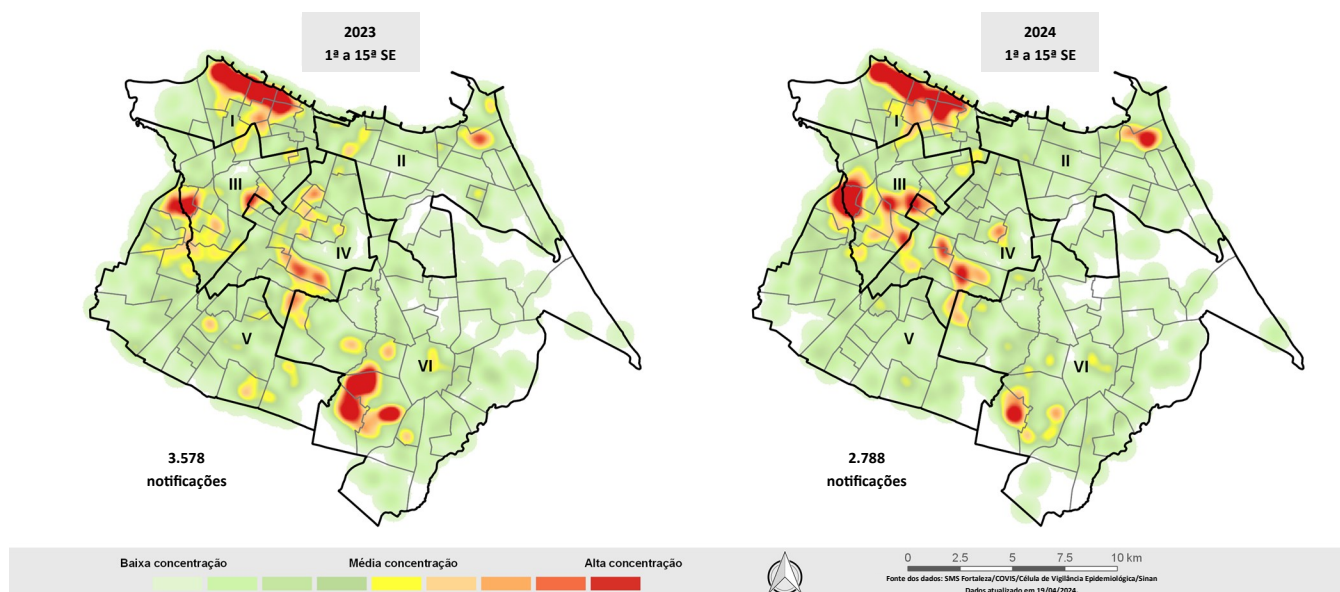 2023
1ª a 15ª SE
I
II
III
IV
V
VI
3.578
notificações
2024
1ª a 15ª SE
I
II
III
IV
V
VI
2.788
notificações
Baixa concentração Média concentração Alta concentração
0 2.5 5 7.5 10 km
Fonte dos dados: SMS Fortaleza/COVIS/Célula de Vigilância Epidemiológica/Sinan
Dados atualizado em 19/04/2024